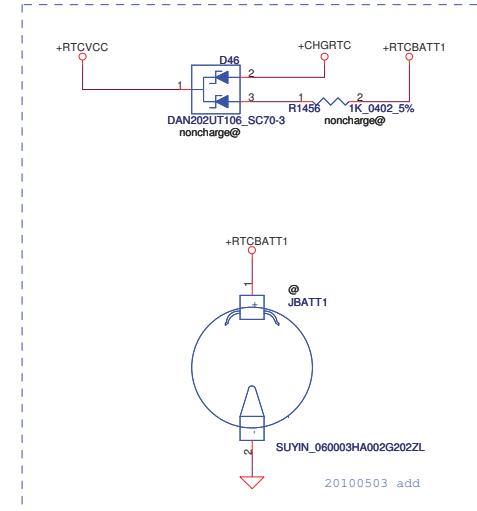 +RTCVCC
+CHGRTC
+RTCBATT1
D46
1
2
3
1
2
R1456
1K_0402_5%
DAN202UT106_SC70-3
noncharge@
noncharge@
+RTCBATT1
1
@
JBATT1
+
-
SUYIN_060003HA002G202ZL
2
20100503 add